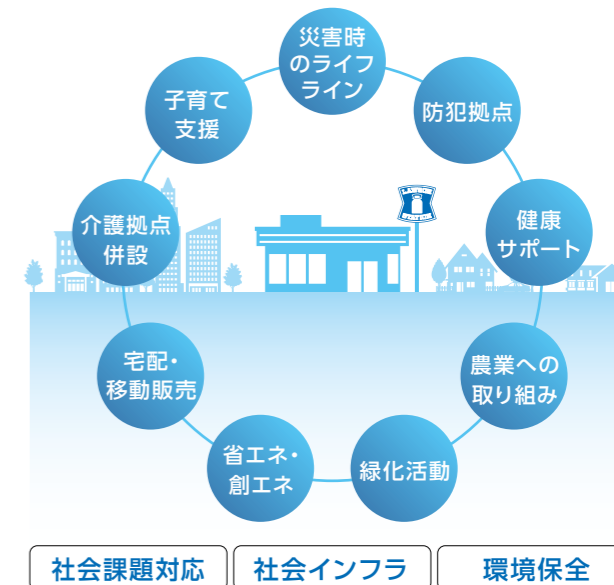 災害時
のライフ
ライン
防犯拠点
健康
サポート
農業への
取り組み
緑化活動
省エネ・
創エネ
宅配・
移動販売
介護拠点
併設
子育て
支援
社会課題対応
社会インフラ
環境保全